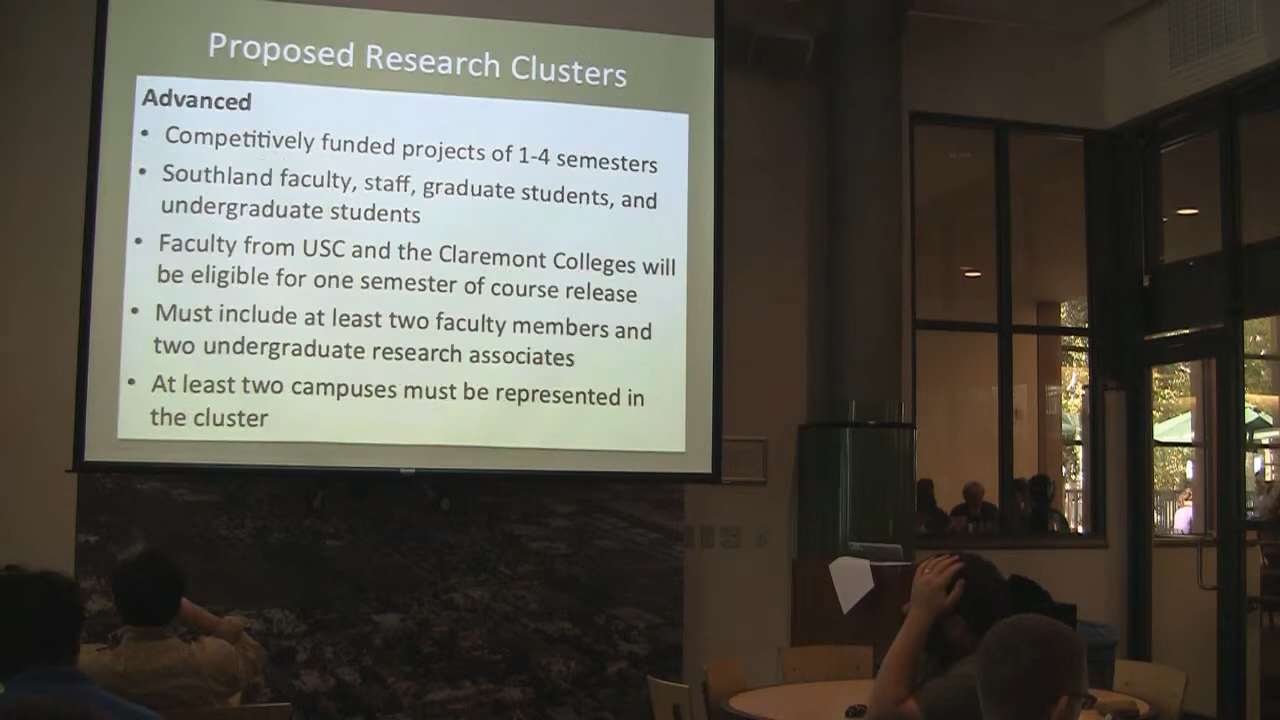 Proposed Research Clusters
Advanced
• Competitively funded projects of 1-4 semesters
• Southland faculty, staff, graduate students, and
undergraduate students
• Faculty from USC and the Claremont Colleges will
be eligible for one semester of course release
• Must include at least two faculty members and
two undergraduate research associates
• At least two campuses must be represented in
the cluster